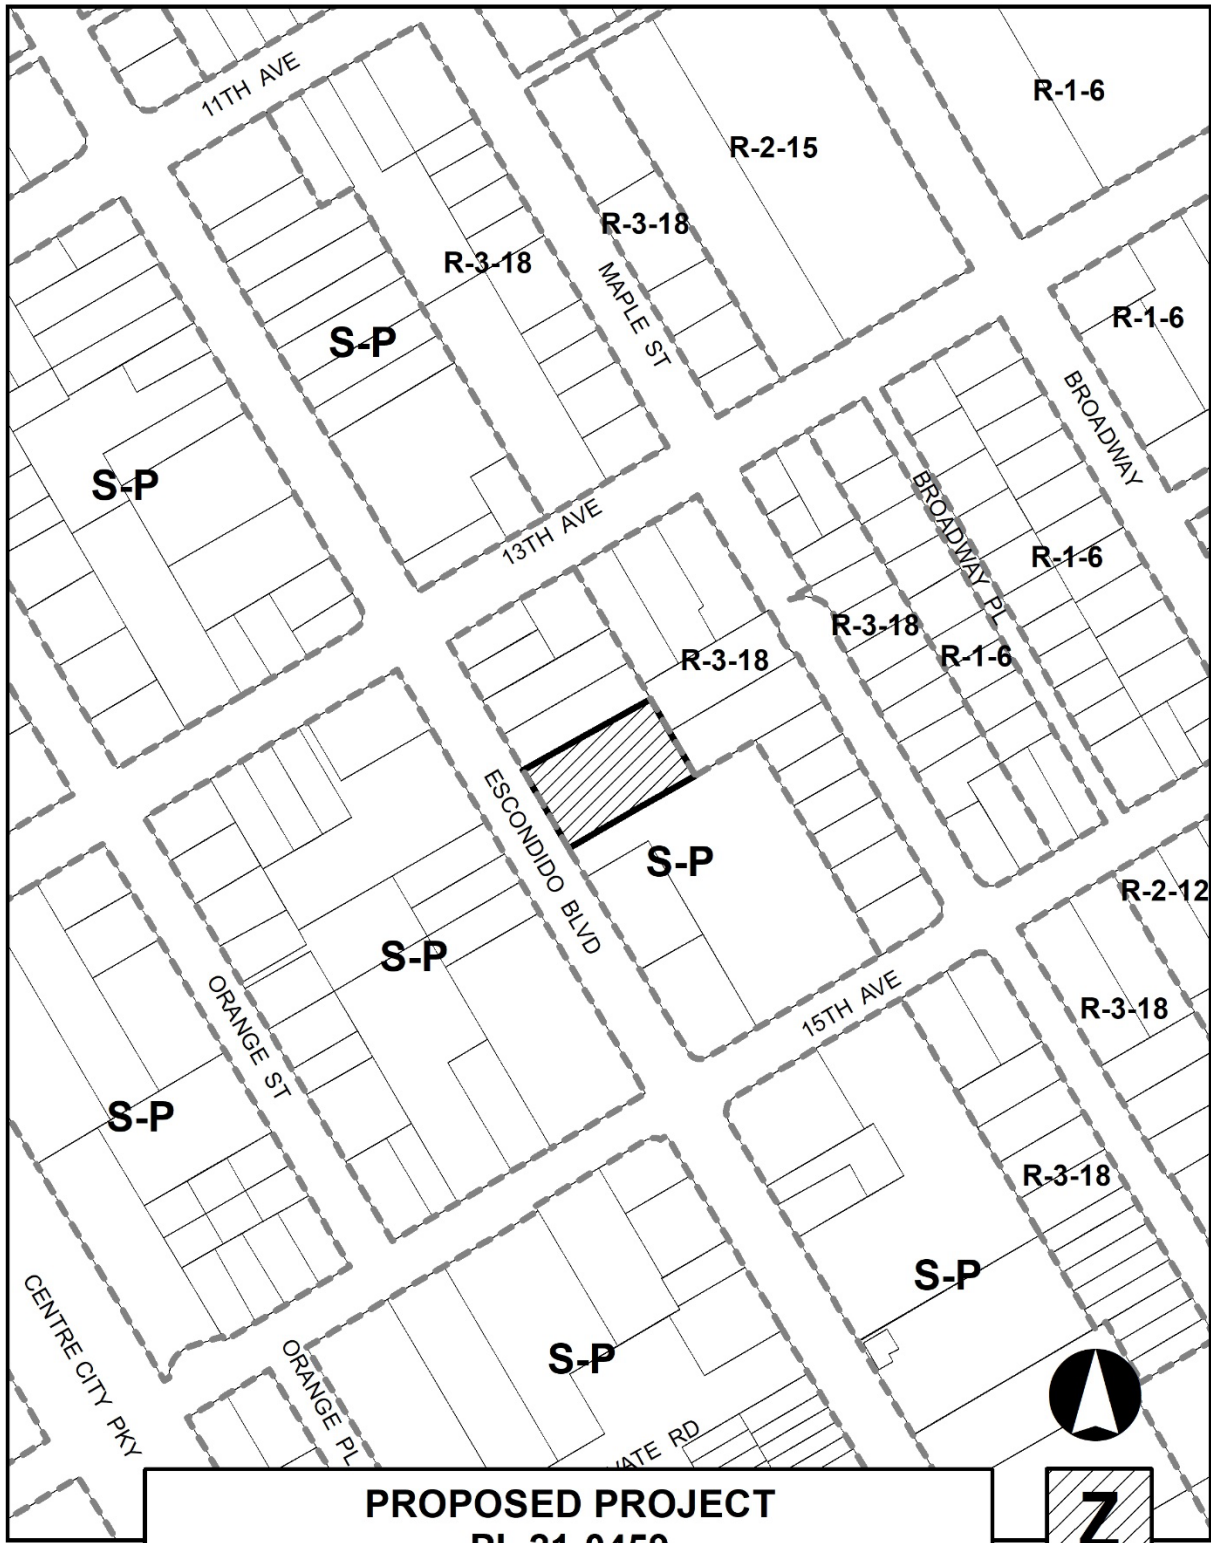 11TH AVE
R-1-6
R-2-15
R-3-18
R-3-18
MAPLE ST
R-1-6
S-P
BROADWAY
S-P
BROADWAY PL
13TH AVE
R-1-6
R-3-18
R-1-6
R-3-18
ESCONDIDO BLVD
S-P
R-2-12
S-P
ORANGE ST
15TH AVE
R-3-18
S-P
R-3-18
S-P
CENTRE CITY PKY
ORANGE PL
S-P
RD
PROPOSED PROJECT
Z